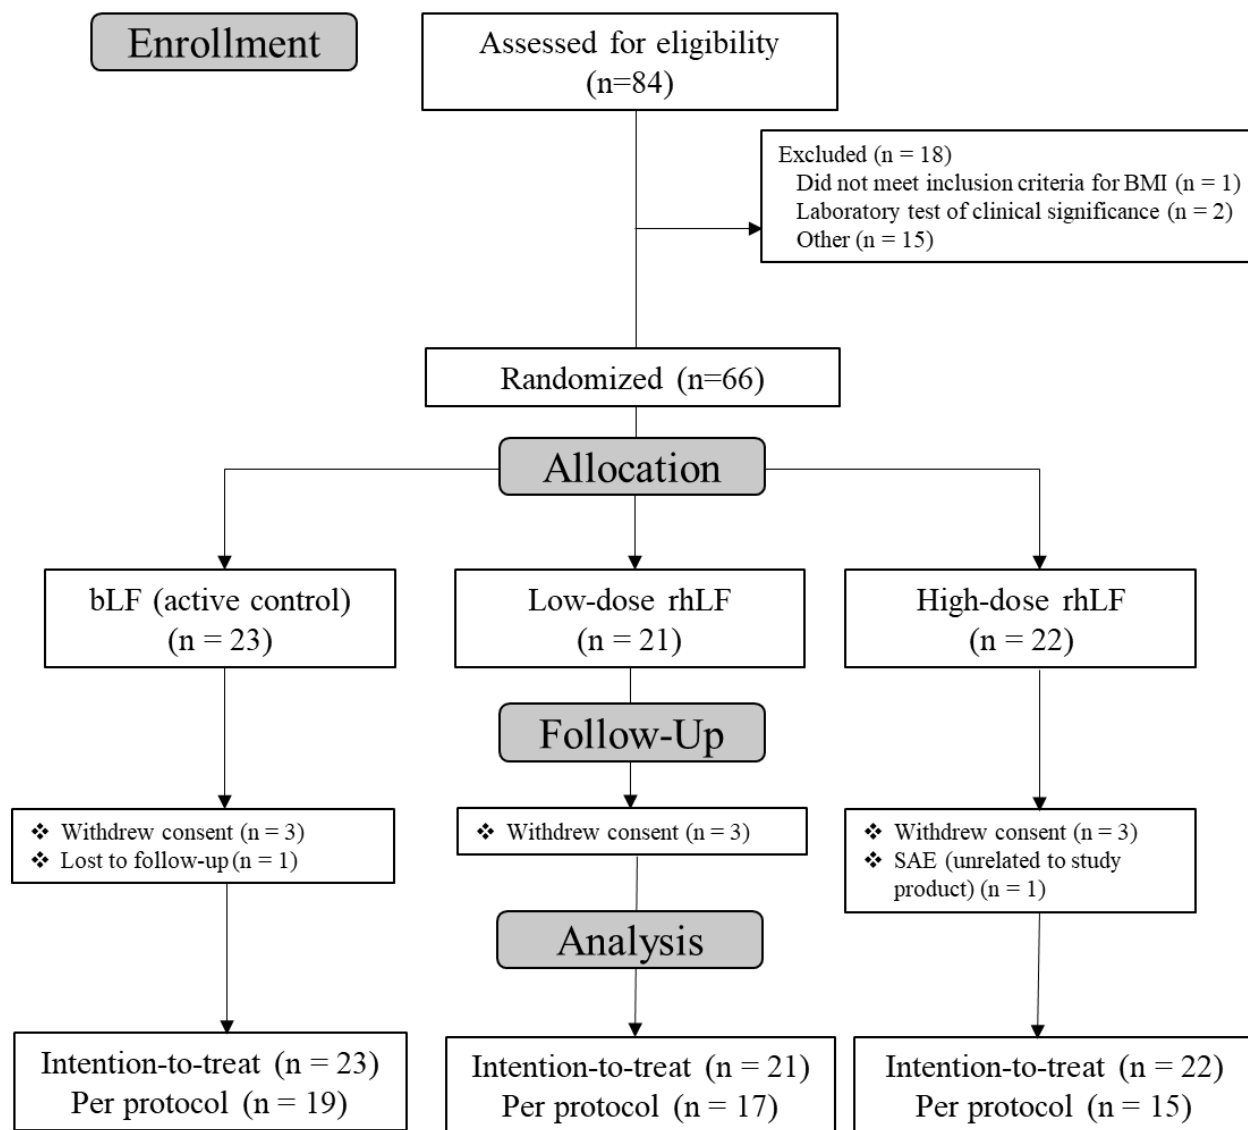 Enrollment
Assessed for eligibility
(n=84)
Excluded (n = 18)
Did not meet inclusion criteria for BMI (n = 1)
Laboratory test of clinical significance (n = 2)
Other (n = 15)
Randomized (n=66)
Allocation
bLF (active control)
(n = 23)
Low-dose rhLF
(n = 21)
High-dose rhLF
(n = 22)
Follow-Up
❖ Withdrew consent (n = 3)
❖ Lost to follow-up (n = 1)
❖ Withdrew consent (n = 3)
❖ Withdrew consent (n = 3)
❖ SAE (unrelated to study
product) (n = 1)
Analysis
Intention-to-treat (n = 23)
Per protocol (n = 19)
Intention-to-treat (n = 21)
Per protocol (n = 17)
Intention-to-treat (n = 22)
Per protocol (n = 15)